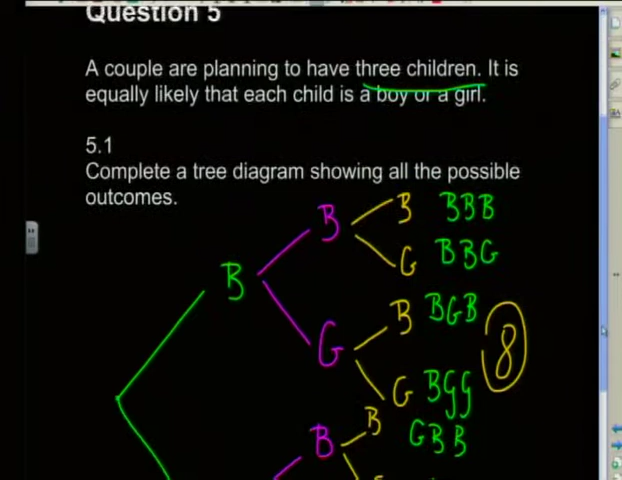 Question 5
A couple are planning to have three children. It is
equally likely that each child is a boy or a girl.
5.1
Complete a tree diagram showing all the possible
outcomes.
B B BBB
B G BBG
G B BGB
8
G BGG
B B GBB